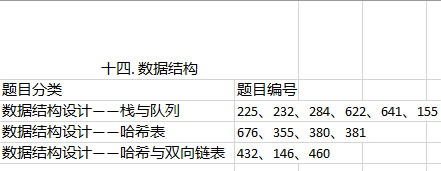 十四. 数据结构
题目分类 题目编号
数据结构设计——栈与队列 225、232、284、622、641、155
数据结构设计——哈希表 676、355、380、381
数据结构设计——哈希与双向链表 432、146、460